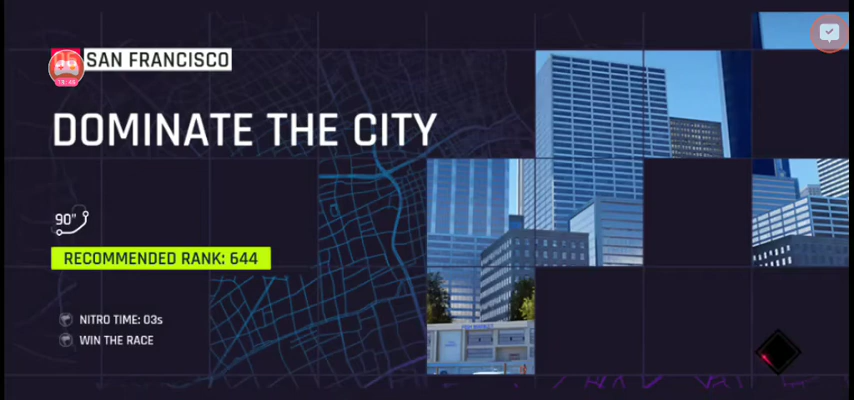 SAN FRANCISCO
DOMINATE THE CITY
90"
RECOMMENDED RANK: 644
NITRO TIME: 03s
WIN THE RACE